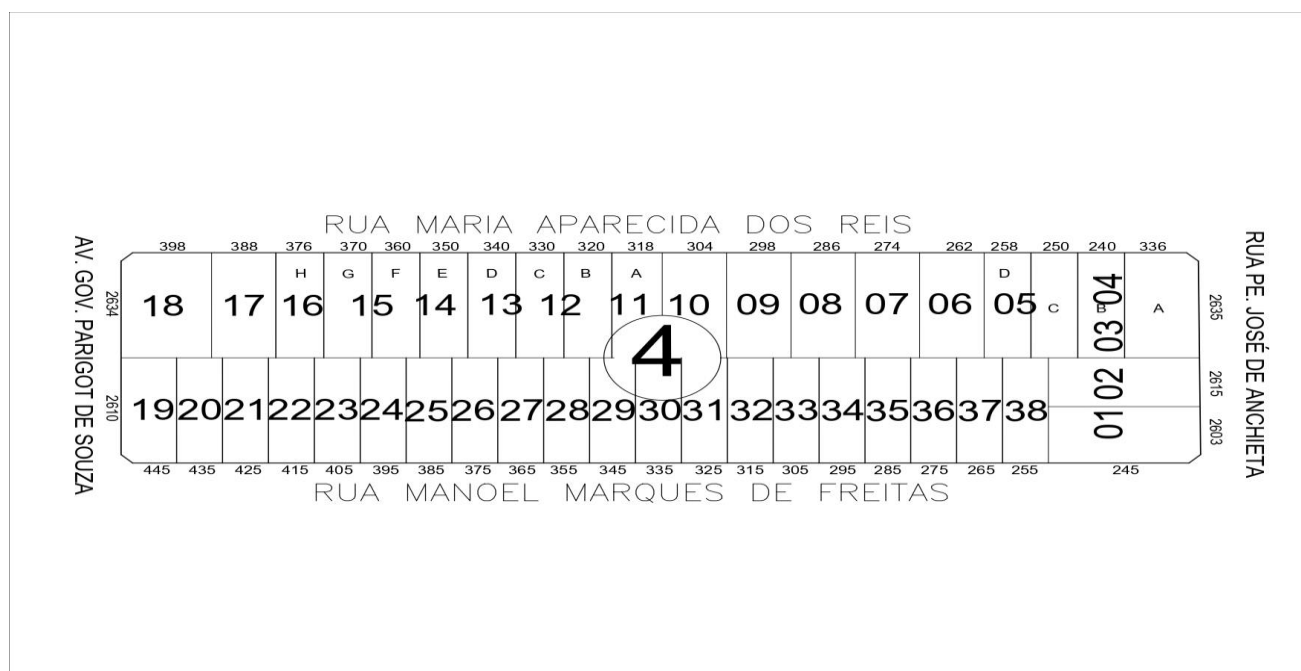 RUA MARIA APARECIDA DOS REIS
398 388 376 370 360 350 340 330 320 318 304 298 286 274 262 258 250 240 336
H G F E D C B A D
18 17 16 15 14 13 12 11 10 09 08 07 06 05 C B A
03 04
AV. GOV. PARIGOT DE SOUZA
2634
2610
4
2635
2615
2603
RUA PE. JOSÉ DE ANCHIETA
01 02
19 20 21 22 23 24 25 26 27 28 29 30 31 32 33 34 35 36 37 38
445 435 425 415 405 395 385 375 365 355 345 335 325 315 305 295 285 275 265 255 245
RUA MANOEL MARQUES DE FREITAS